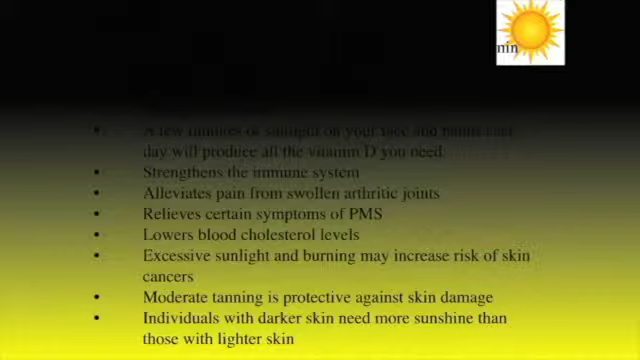 min
• A few minutes of sunlight on your face and hands each
day will produce all the vitamin D you need.
• Strengthens the immune system
• Alleviates pain from swollen arthritic joints
• Relieves certain symptoms of PMS
• Lowers blood cholesterol levels
• Excessive sunlight and burning may increase risk of skin
cancers
• Moderate tanning is protective against skin damage
• Individuals with darker skin need more sunshine than
those with lighter skin